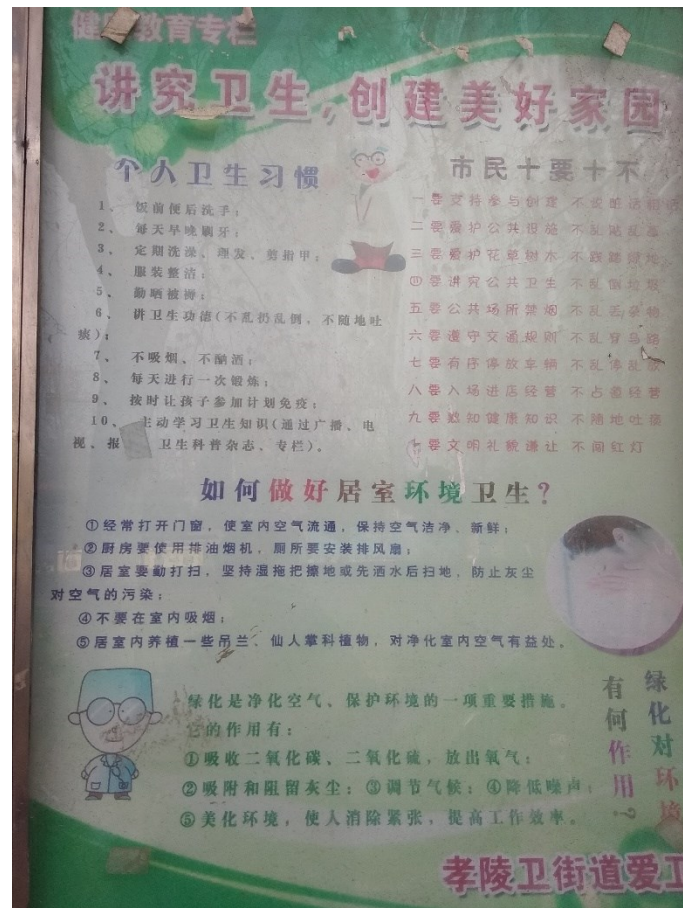 健康教育专栏
讲究卫生,创建美好家园
个人卫生习惯
1、 饭前便后洗手；
2、 每天早晚刷牙；
3、 定期洗澡、理发、剪指甲；
4、 服装整洁；
5、 勤晒被褥；
6、 讲卫生功德(不乱扔乱倒、不随地吐
痰)；
7、 不吸烟、不酗酒；
8、 每天进行一次锻炼；
9、 按时让孩子参加计划免疫；
10、 主动学习卫生知识(通过广播、电
视、报 卫生科普杂志、专栏)。
市民十要十不
一要支持参与创建 不说脏话
二要爱护公共设施 不乱贴乱画
三要爱护花草树木 不践踏绿地
四要讲究公共卫生 不乱倒垃圾
五要公共场所禁烟 不乱丢杂物
六要遵守交通规则 不乱穿马路
七要有序停放车辆 不乱停乱放
八要入场进店经营 不占道经营
九要 知健康知识 不随地吐痰
十要文明礼貌谦让 不闯红灯
如何做好居室环境卫生?
①经常打开门窗，使室内空气流通，保持空气洁净、新鲜；
②厨房要使用排油烟机，厕所要安装排风扇；
③居室要勤打扫，坚持湿拖把擦地或先洒水后扫地，防止灰尘
对空气的污染；
④不要在室内吸烟；
⑤居室内养植一些吊兰、仙人掌科植物，对净化室内空气有益处。
绿化对环境
有何作用?
绿化是净化空气、保护环境的一项重要措施。
它的作用有：
①吸收二氧化碳、二氧化硫，放出氧气；
②吸附和阻留灰尘；③调节气候；④降低噪声；
⑤美化环境，使人消除紧张，提高工作效率。
孝陵卫街道爱卫